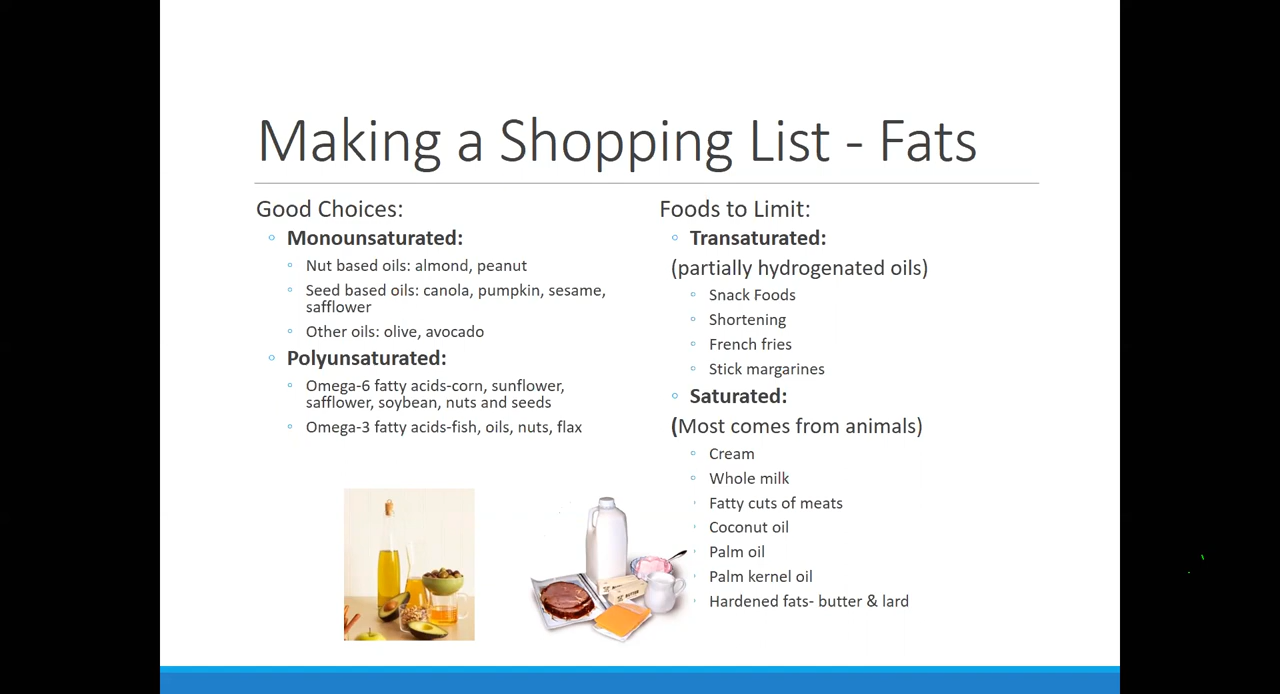 Making a Shopping List - Fats
Good Choices:
Monounsaturated:
Nut based oils: almond, peanut
Seed based oils: canola, pumpkin, sesame,
safflower
Other oils: olive, avocado
Polyunsaturated:
Omega-6 fatty acids-corn, sunflower,
safflower, soybean, nuts and seeds
Omega-3 fatty acids-fish, oils, nuts, flax
Foods to Limit:
Transaturated:
(partially hydrogenated oils)
Snack Foods
Shortening
French fries
Stick margarines
Saturated:
(Most comes from animals)
Cream
Whole milk
Fatty cuts of meats
Coconut oil
Palm oil
Palm kernel oil
Hardened fats- butter & lard
BUTTER